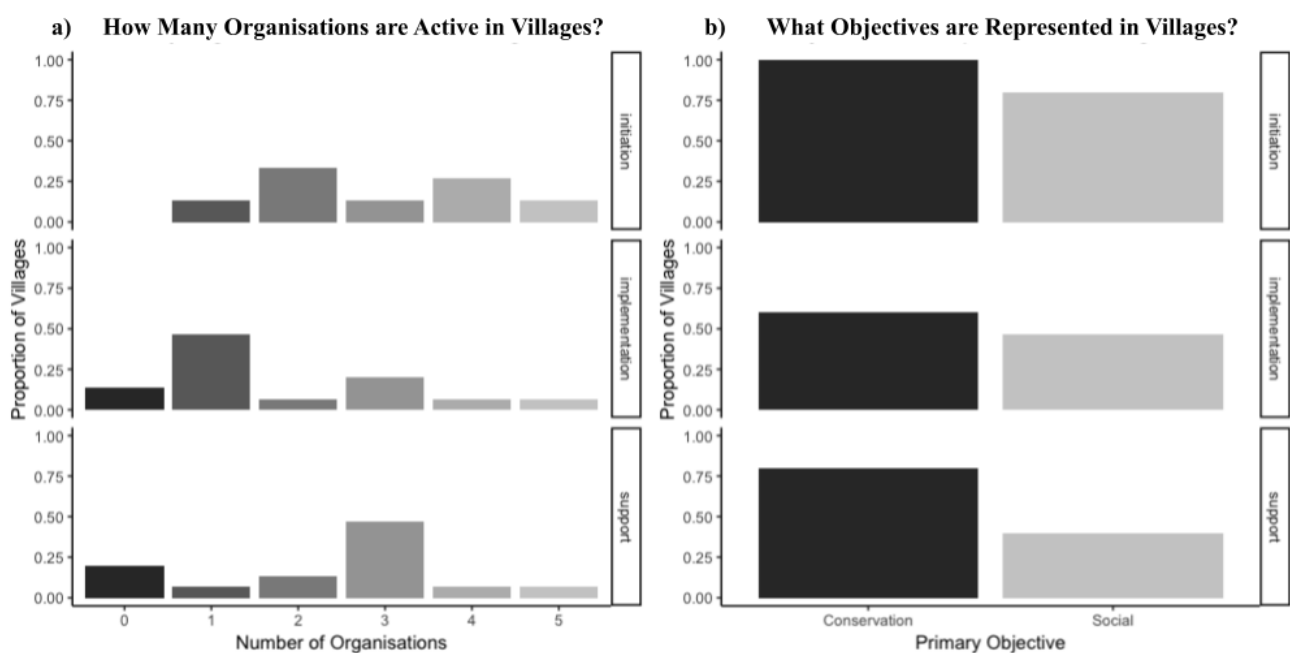 a) How Many Organisations are Active in Villages?
1.00
0.75
0.50
0.25
0.00
initiation
1.00
0.75
0.50
0.25
0.00
implementation
1.00
0.75
0.50
0.25
0.00
support
Proportion of Villages
0 1 2 3 4 5
Number of Organisations
b) What Objectives are Represented in Villages?
1.00
0.75
0.50
0.25
0.00
initiation
1.00
0.75
0.50
0.25
0.00
implementation
1.00
0.75
0.50
0.25
0.00
support
Proportion of Villages
Conservation Social
Primary Objective